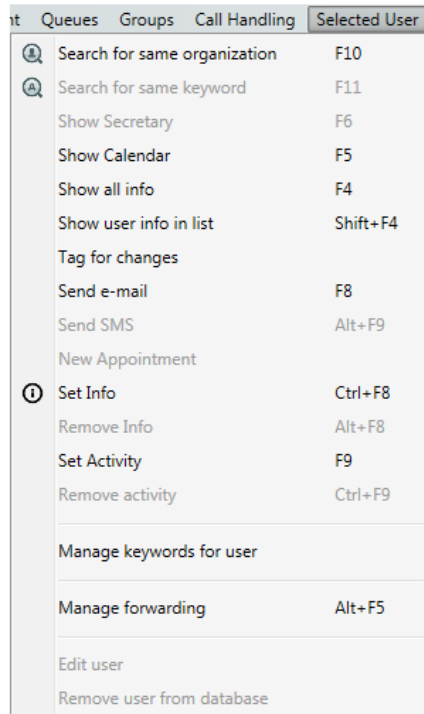 nt Queues Groups Call Handling Selected User
Search for same organization F10
Search for same keyword F11
Show Secretary F6
Show Calendar F5
Show all info F4
Show user info in list Shift+F4
Tag for changes
Send e-mail F8
Send SMS Alt+F9
New Appointment
Set Info Ctrl+F8
Remove Info Alt+F8
Set Activity F9
Remove activity Ctrl+F9
Manage keywords for user
Manage forwarding Alt+F5
Edit user
Remove user from database